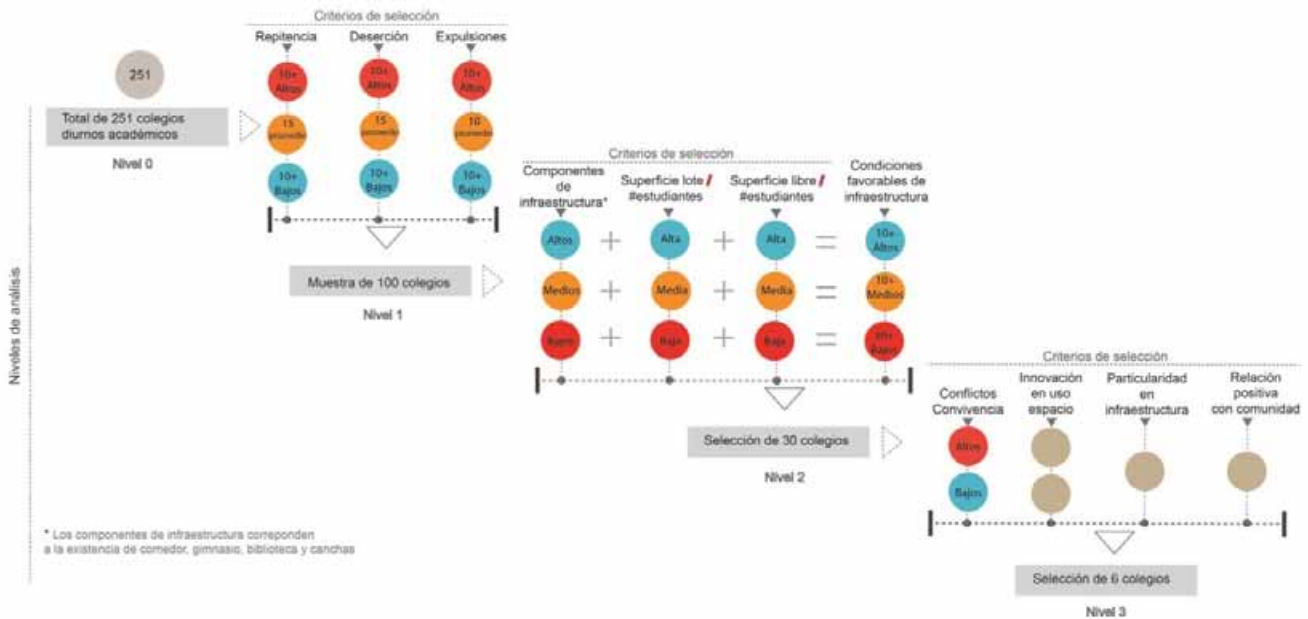 Criterios de selección
Repitencia
Deserción
Expulsiones
10+
Altos
10+
Altos
10+
Altos
251
Total de 251 colegios
diurnos académicos
Nivel 0
15
promedio
15
promedio
10
promedio
10+
Bajos
10+
Bajos
10+
Bajos
Muestra de 100 colegios
Nivel 1
Criterios de selección
Componentes
de
infraestructura*
Superficie lote /
#estudiantes
Superficie libre /
#estudiantes
Condiciones
favorables de
infraestructura
Altos + Alta + Alta = 10+
Altos
Medios + Media + Media = 10+
Medios
Bajos + Baja + Baja =
Bajos
Selección de 30 colegios
Nivel 2
Criterios de selección
Conflictos
Convivencia
Innovación
en uso
espacio
Particularidad
en
infraestructura
Relación
positiva
con comunidad
Altos
Bajos
Selección de 6 colegios
Nivel 3
Niveles de análisis
* Los componentes de infraestructura correponden
a la existencia de comedor, gimnasio, biblioteca y canchas